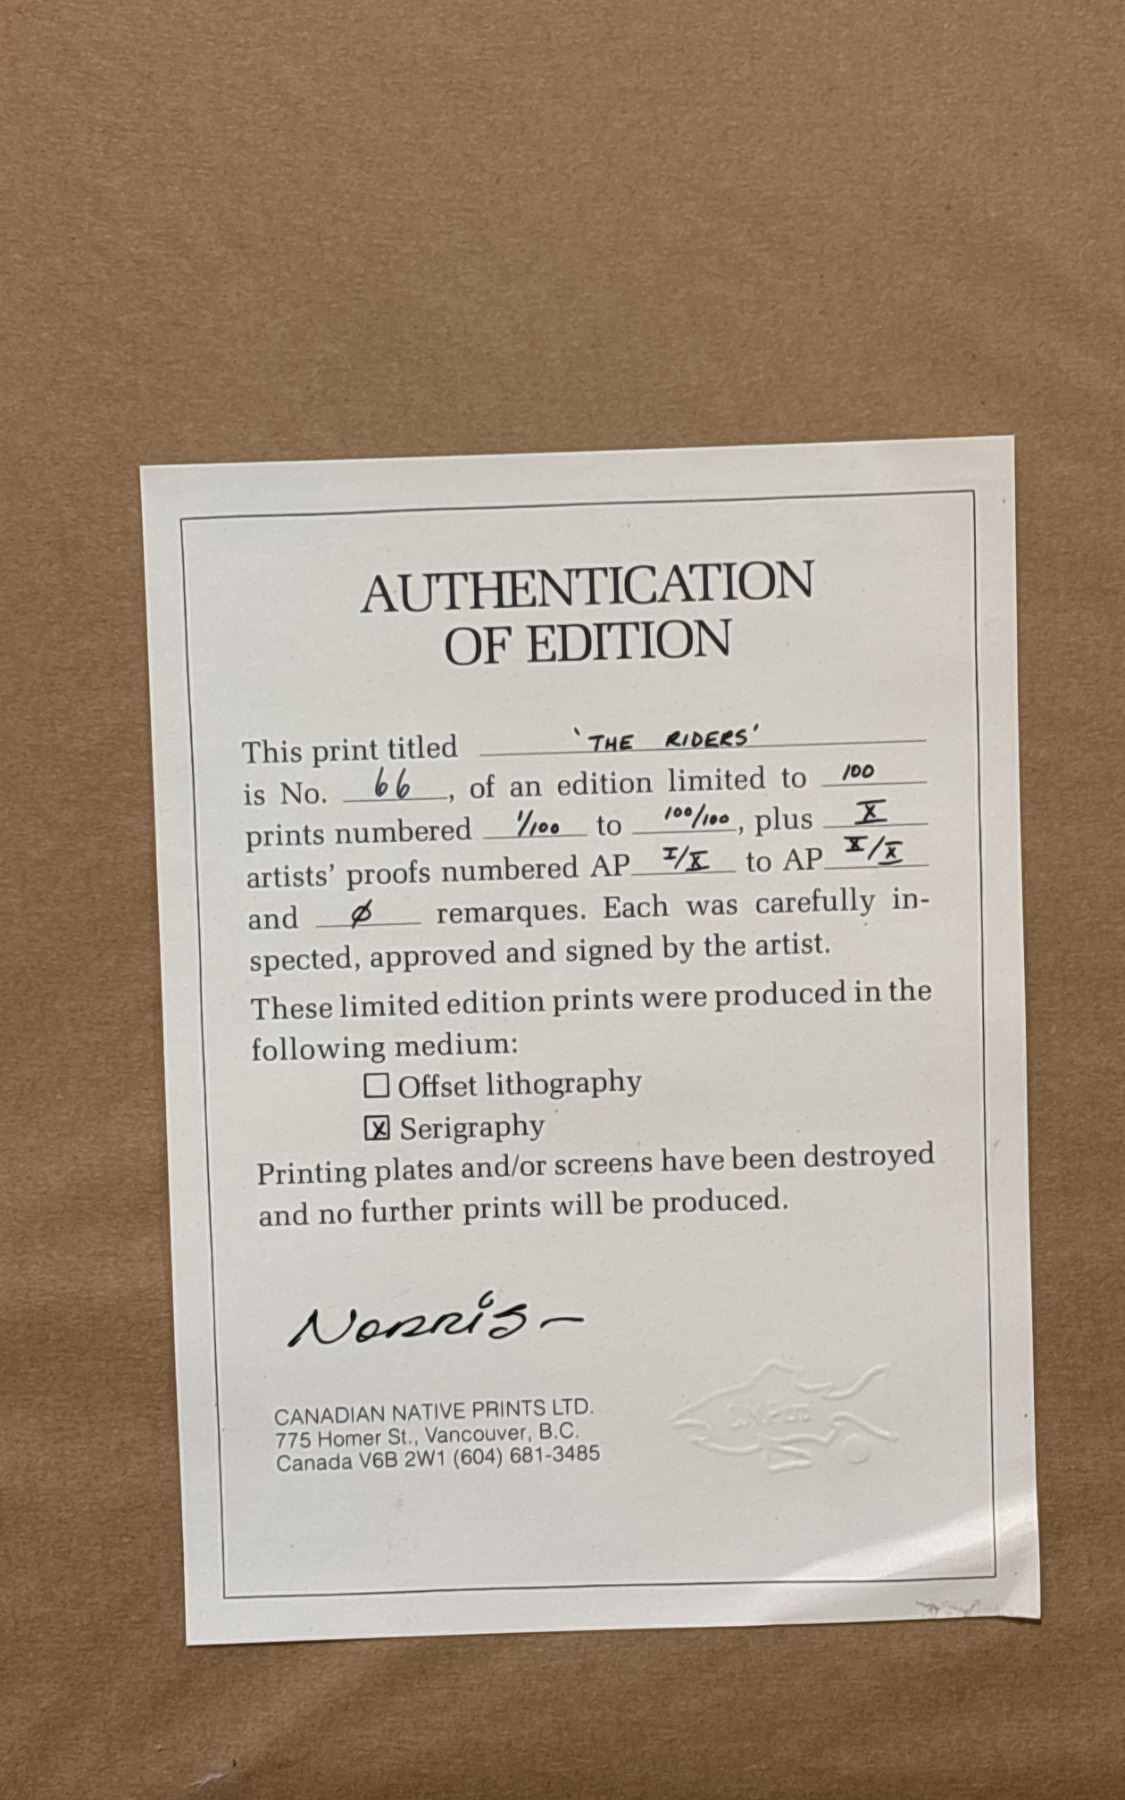 AUTHENTICATION
OF EDITION
This print titled 'THE RIDERS'
is No. 66, of an edition limited to 100
prints numbered 1/100 to 100/100, plus X
artists' proofs numbered AP I/X to AP X/X
and Ø remarques. Each was carefully in-
spected, approved and signed by the artist.
These limited edition prints were produced in the
following medium:
☐ Offset lithography
☒ Serigraphy
Printing plates and/or screens have been destroyed
and no further prints will be produced.
Norris
CANADIAN NATIVE PRINTS LTD.
775 Homer St., Vancouver, B.C.
Canada V6B 2W1 (604) 681-3485